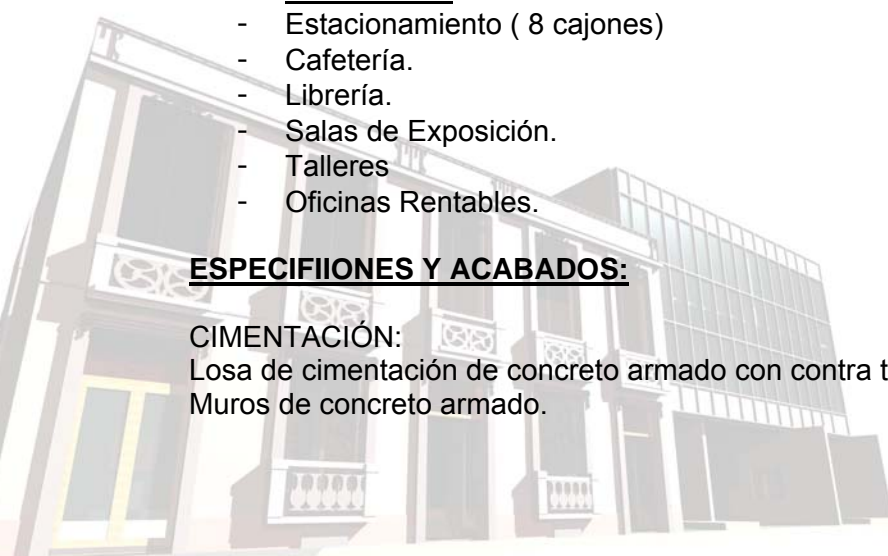 - Estacionamiento ( 8 cajones)
- Cafetería.
- Librería.
- Salas de Exposición.
- Talleres
- Oficinas Rentables.
ESPECIFIIONES Y ACABADOS:
CIMENTACIÓN:
Losa de cimentación de concreto armado con contra t
Muros de concreto armado.